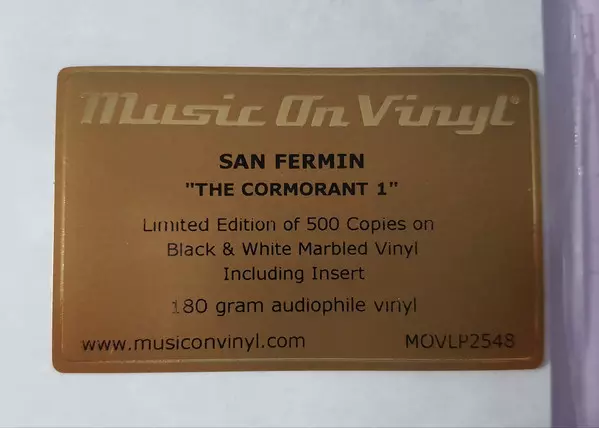 Music On Vinyl®
SAN FERMIN
"THE CORMORANT 1"
Limited Edition of 500 Copies on
Black & White Marbled Vinyl
Including Insert
180 gram audiophile vinyl
www.musiconvinyl.com MOVLP2548